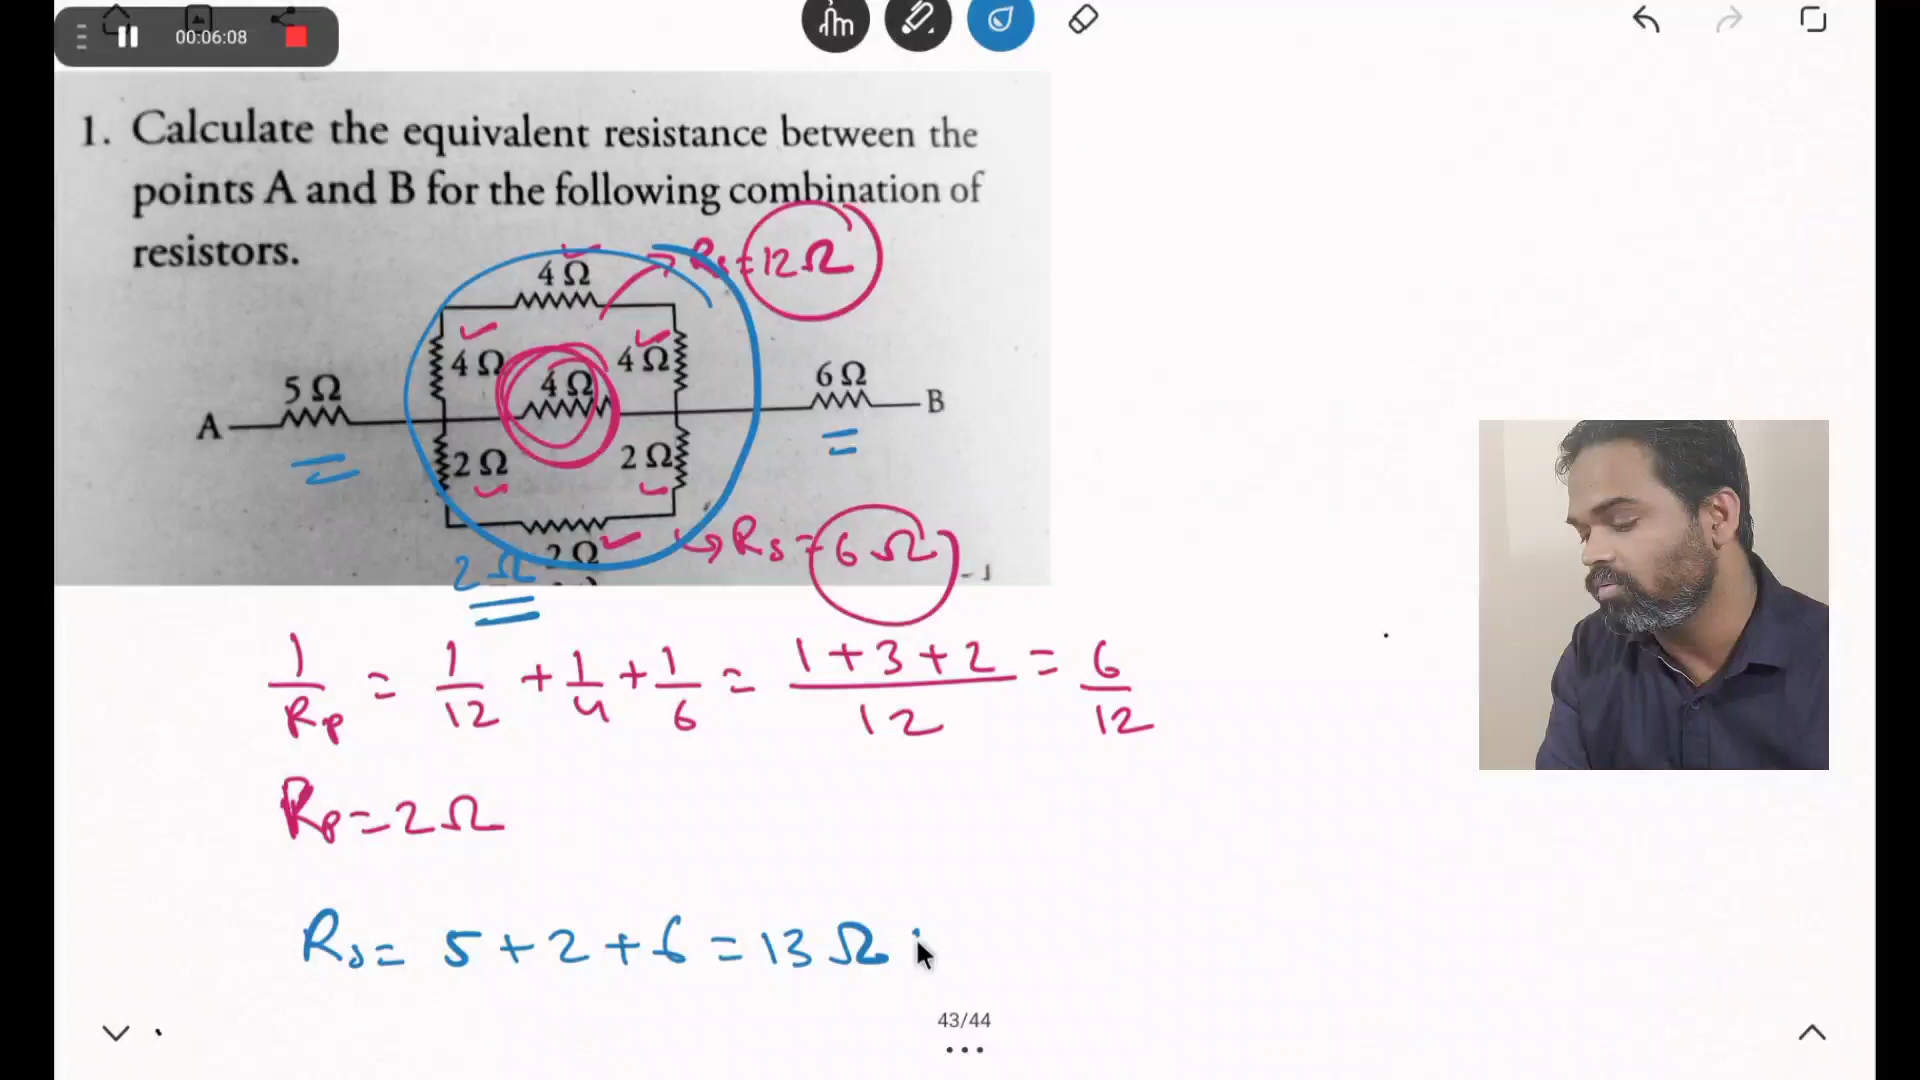 00:06:08
1. Calculate the equivalent resistance between the
points A and B for the following combination of
resistors.
Rs = 12 Ω
4 Ω
4 Ω
4 Ω
4 Ω
5 Ω
6 Ω
A
B
2 Ω
2 Ω
2 Ω
Rs = 6 Ω
2 Ω
1/Rp = 1/12 + 1/4 + 1/6 = (1+3+2)/12 = 6/12
Rp = 2 Ω
Rs = 5 + 2 + 6 = 13 Ω
43/44